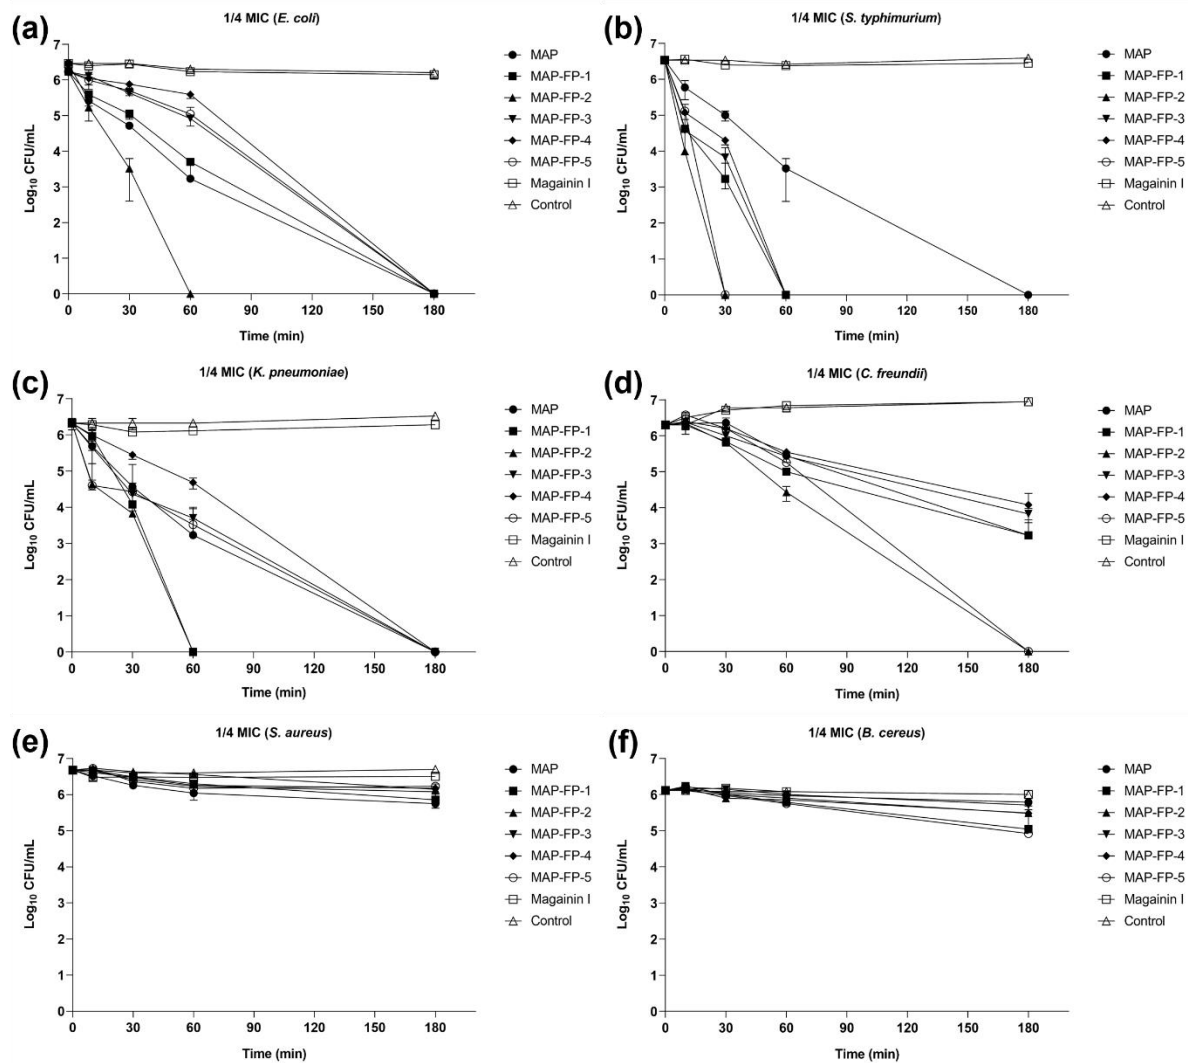 (a)
1/4 MIC (E. coli)
Log10 CFU/mL
7
6
5
4
3
2
1
0
0 30 60 90 120 150 180
Time (min)
MAP
MAP-FP-1
MAP-FP-2
MAP-FP-3
MAP-FP-4
MAP-FP-5
Magainin I
Control
(b)
1/4 MIC (S. typhimurium)
Log10 CFU/mL
7
6
5
4
3
2
1
0
0 30 60 90 120 150 180
Time (min)
MAP
MAP-FP-1
MAP-FP-2
MAP-FP-3
MAP-FP-4
MAP-FP-5
Magainin I
Control
(c)
1/4 MIC (K. pneumoniae)
Log10 CFU/mL
7
6
5
4
3
2
1
0
0 30 60 90 120 150 180
Time (min)
MAP
MAP-FP-1
MAP-FP-2
MAP-FP-3
MAP-FP-4
MAP-FP-5
Magainin I
Control
(d)
1/4 MIC (C. freundii)
Log10 CFU/mL
7
6
5
4
3
2
1
0
0 30 60 90 120 150 180
Time (min)
MAP
MAP-FP-1
MAP-FP-2
MAP-FP-3
MAP-FP-4
MAP-FP-5
Magainin I
Control
(e)
1/4 MIC (S. aureus)
Log10 CFU/mL
7
6
5
4
3
2
1
0
0 30 60 90 120 150 180
Time (min)
MAP
MAP-FP-1
MAP-FP-2
MAP-FP-3
MAP-FP-4
MAP-FP-5
Magainin I
Control
(f)
1/4 MIC (B. cereus)
Log10 CFU/mL
7
6
5
4
3
2
1
0
0 30 60 90 120 150 180
Time (min)
MAP
MAP-FP-1
MAP-FP-2
MAP-FP-3
MAP-FP-4
MAP-FP-5
Magainin I
Control